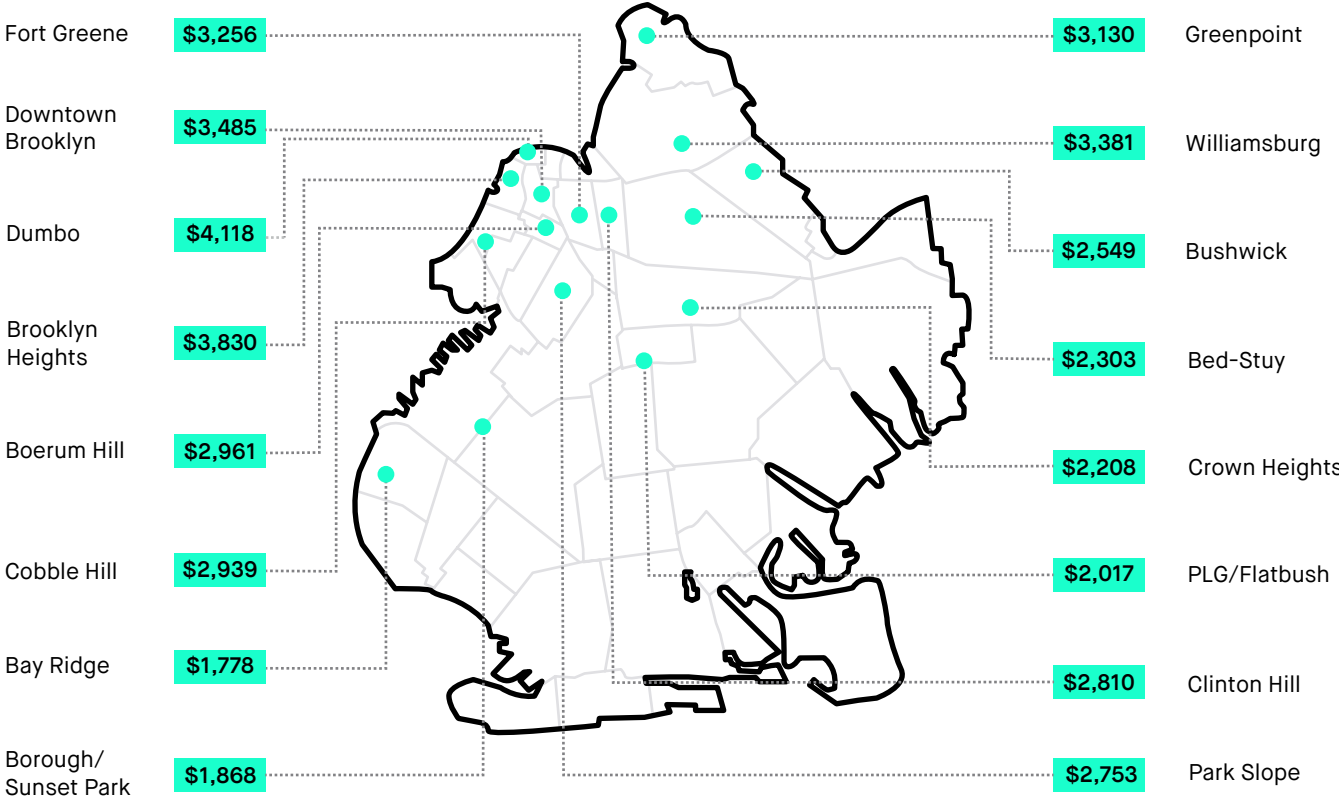 Fort Greene
$3,256
Downtown
Brooklyn
$3,485
Dumbo
$4,118
Brooklyn
Heights
$3,830
Boerum Hill
$2,961
Cobble Hill
$2,939
Bay Ridge
$1,778
Borough/
Sunset Park
$1,868
$3,130
Greenpoint
$3,381
Williamsburg
$2,549
Bushwick
$2,303
Bed-Stuy
$2,208
Crown Heights
$2,017
PLG/Flatbush
$2,810
Clinton Hill
$2,753
Park Slope